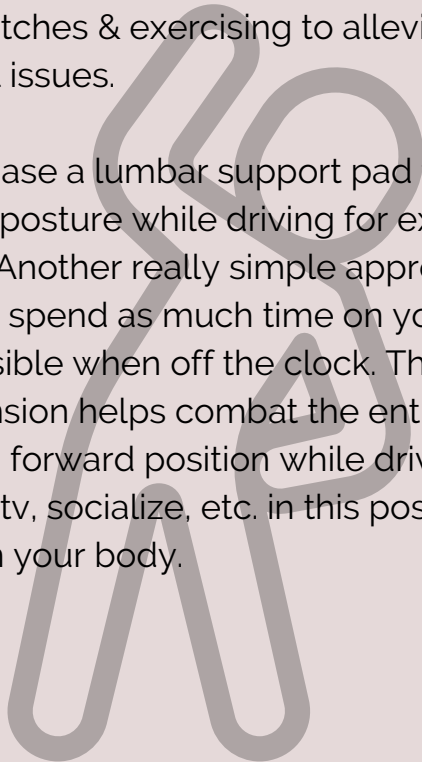 tches & exercising to allevi
issues.
ase a lumbar support pad
posture while driving for ex
Another really simple appro
spend as much time on yo
sible when off the clock. Th
nsion helps combat the ent
forward position while driv
tv, socialize, etc. in this pos
n your body.